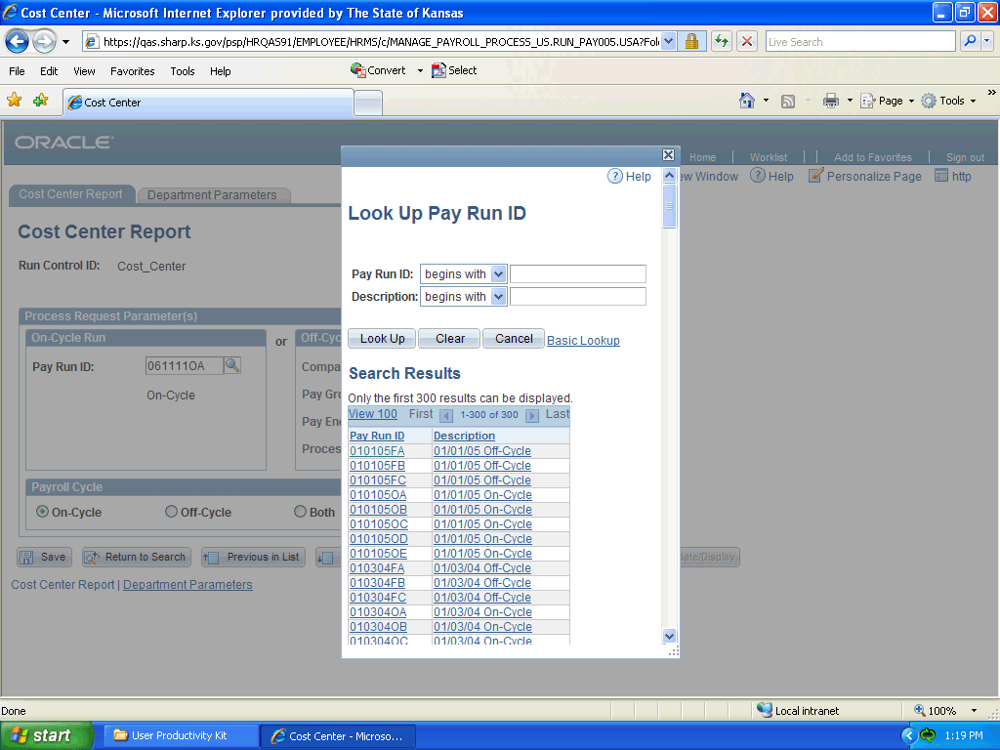 Cost Center - Microsoft Internet Explorer provided by The State of Kansas
https://qas.sharp.ks.gov/psp/HRQAS91/EMPLOYEE/HRMS/c/MANAGE_PAYROLL_PROCESS_US.RUN_PAY005.USA?Fol
Live Search
File Edit View Favorites Tools Help
Convert Select
Cost Center
Page Tools »
ORACLE
Home Worklist Add to Favorites Sign out
New Window Help Personalize Page http
Cost Center Report Department Parameters
Cost Center Report
Run Control ID: Cost_Center
Process Request Parameter(s)
On-Cycle Run
or
Off-Cyc
Pay Run ID: 061111OA
On-Cycle
Compa
Pay Gro
Pay End
Proces
Payroll Cycle
On-Cycle Off-Cycle Both
Save Return to Search Previous in List
date/Display
Cost Center Report | Department Parameters
Help
Look Up Pay Run ID
Pay Run ID: begins with
Description: begins with
Look Up Clear Cancel Basic Lookup
Search Results
Only the first 300 results can be displayed.
View 100 First 1-300 of 300 Last
Pay Run ID Description
010105FA 01/01/05 Off-Cycle
010105FB 01/01/05 Off-Cycle
010105FC 01/01/05 Off-Cycle
010105OA 01/01/05 On-Cycle
010105OB 01/01/05 On-Cycle
010105OC 01/01/05 On-Cycle
010105OD 01/01/05 On-Cycle
010105OE 01/01/05 On-Cycle
010304FA 01/03/04 Off-Cycle
010304FB 01/03/04 Off-Cycle
010304FC 01/03/04 Off-Cycle
010304OA 01/03/04 On-Cycle
010304OB 01/03/04 On-Cycle
010304OC 01/03/04 On-Cycle
Done
Local intranet
100%
start
User Productivity Kit
Cost Center - Microso...
1:19 PM